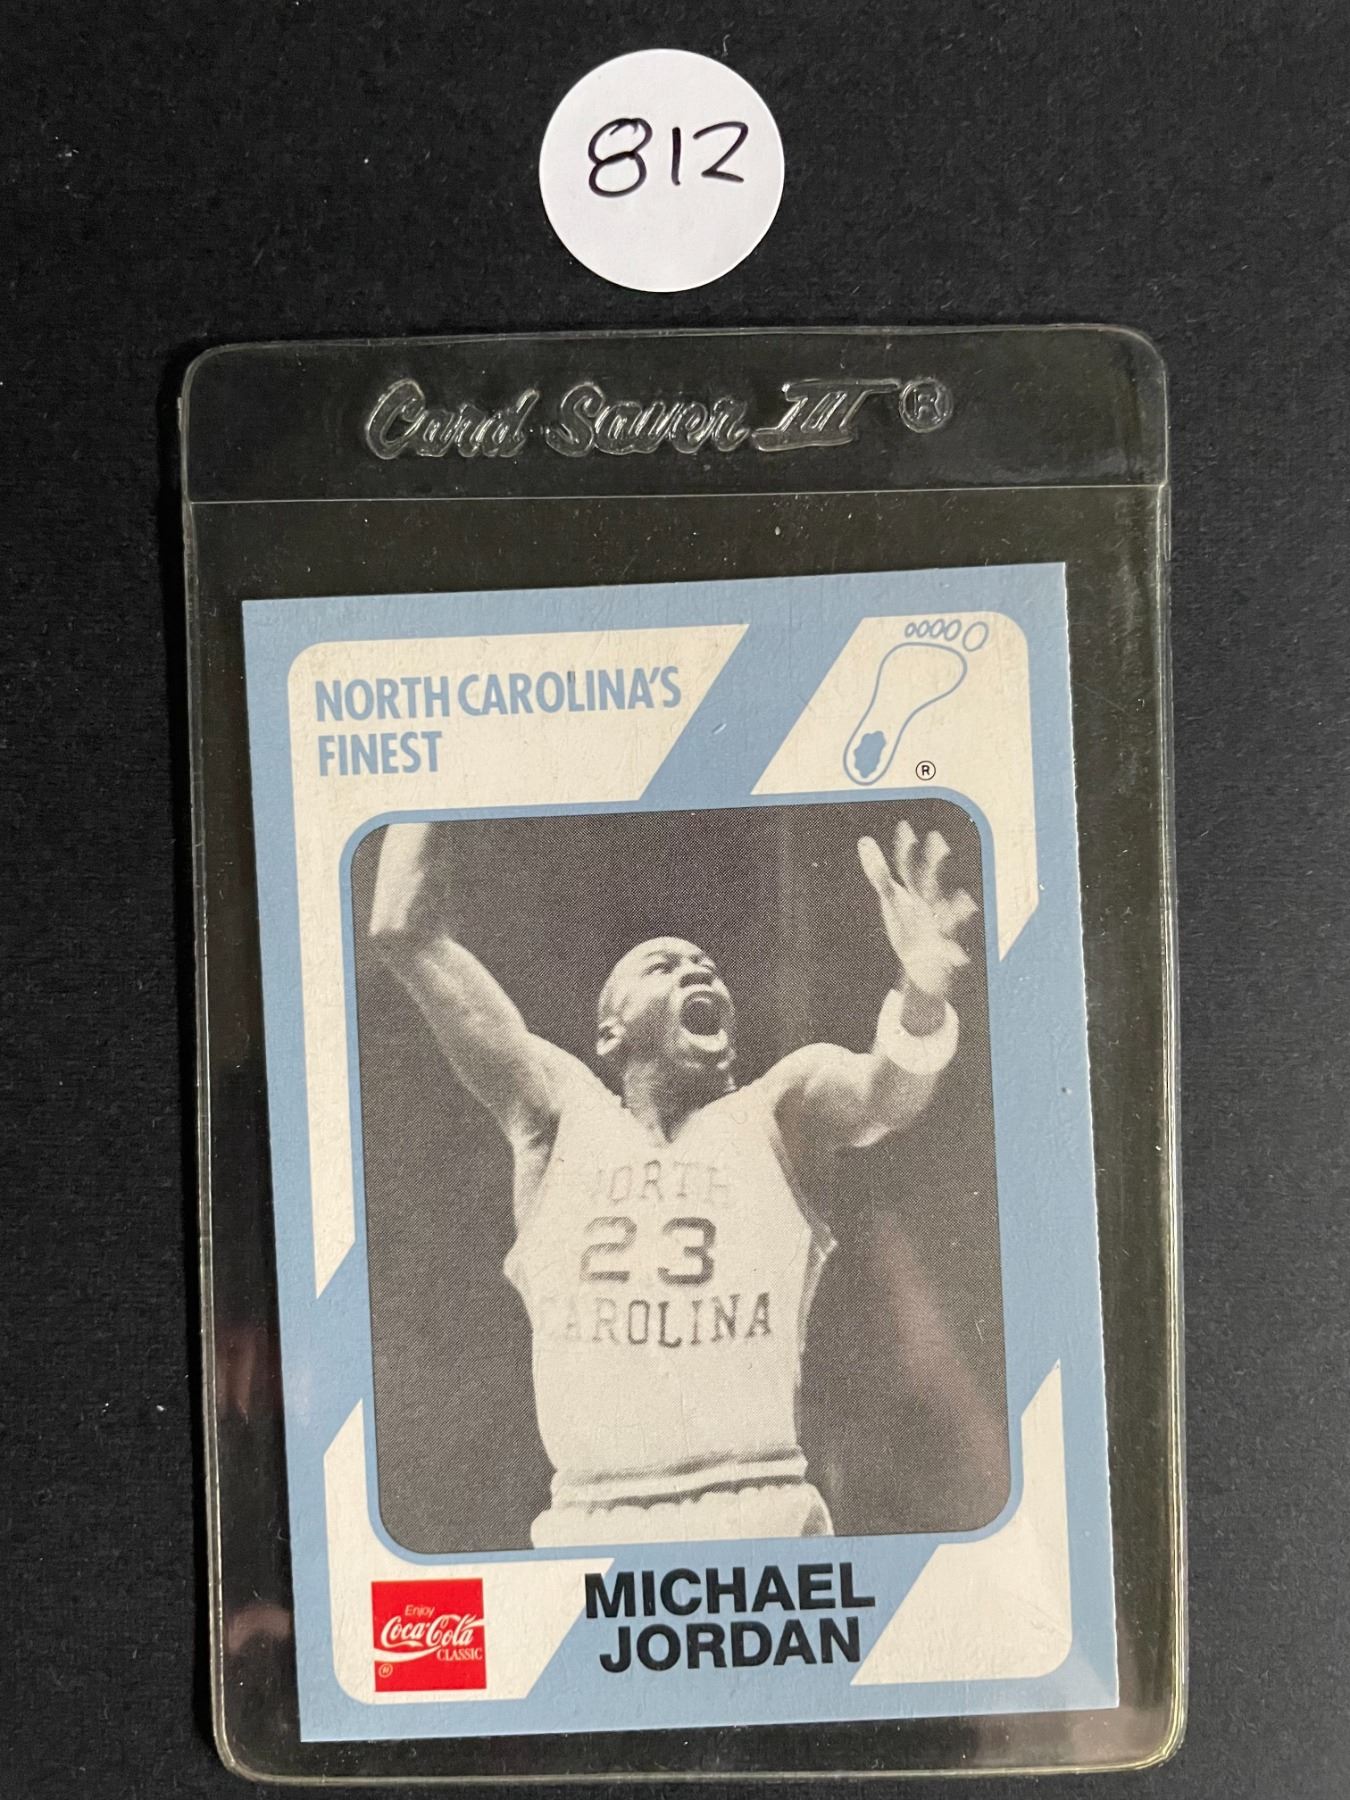 812
Card Saver III ®
NORTH CAROLINA'S
FINEST
®
NORTH
23
CAROLINA
Enjoy
Coca-Cola
CLASSIC
®
MICHAEL
JORDAN